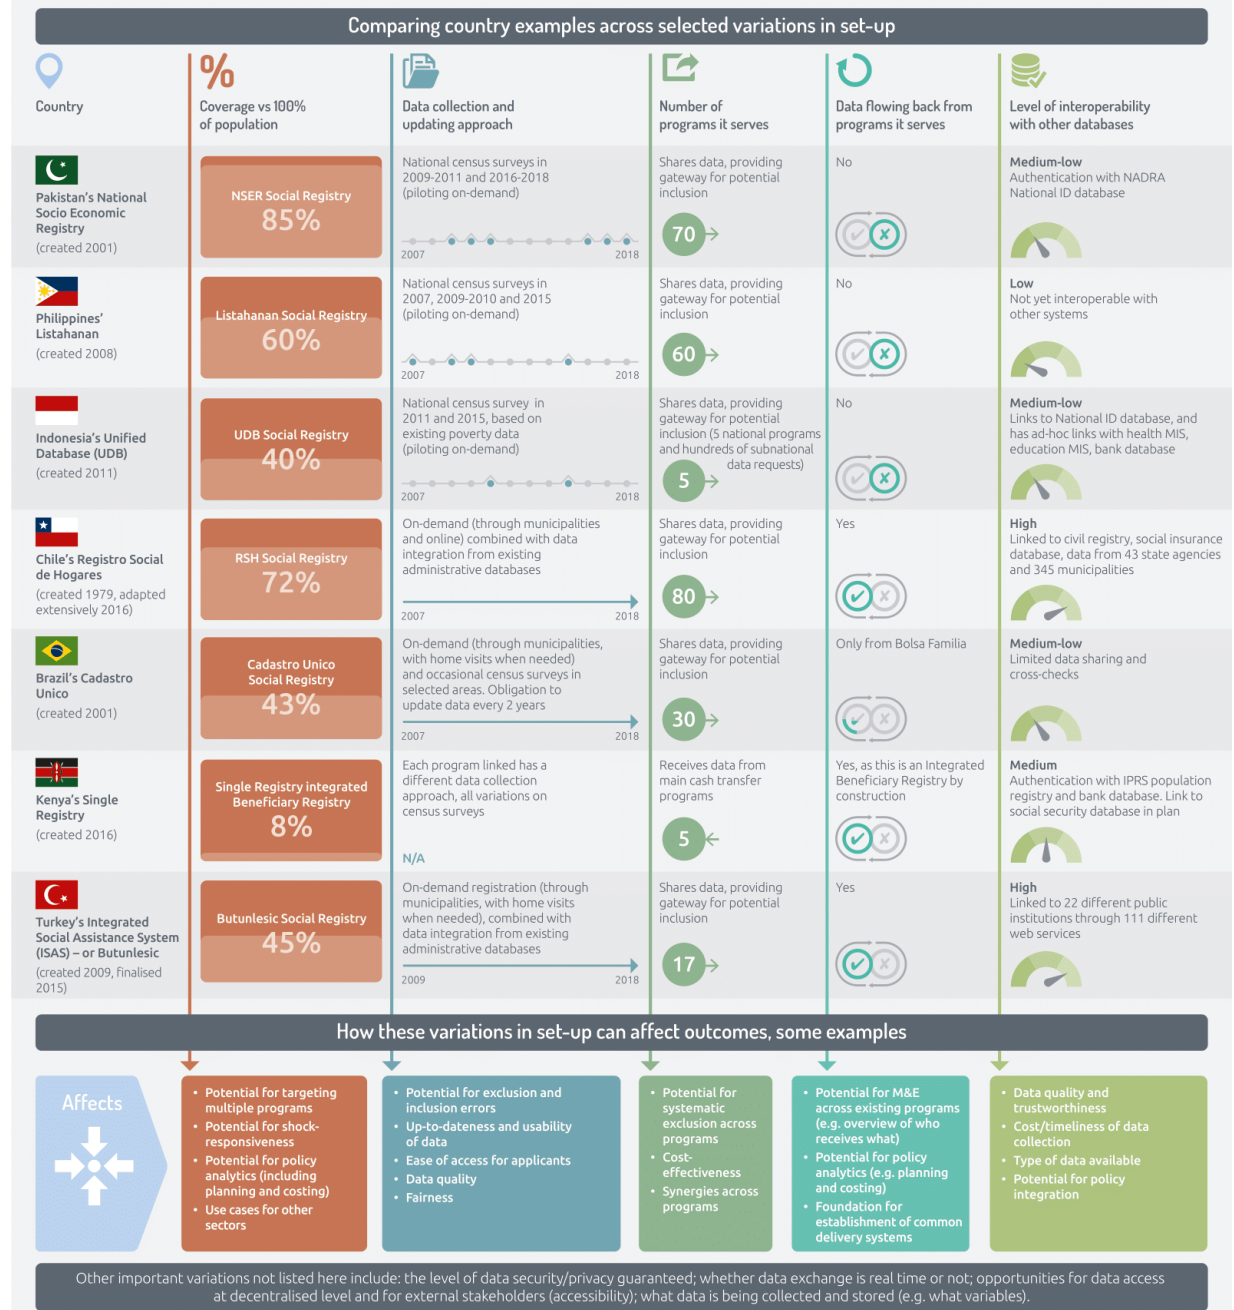 Comparing country examples across selected variations in set-up
Country
Coverage vs 100%
of population
Data collection and
updating approach
Number of
programs it serves
Data flowing back from
programs it serves
Level of interoperability
with other databases
Pakistan's National
Socio Economic
Registry
(created 2001)
NSER Social Registry
85%
National census surveys in
2009-2011 and 2016-2018
(piloting on-demand)
2007
2018
Shares data, providing
gateway for potential
inclusion
70
No
Medium-low
Authentication with NADRA
National ID database
Philippines'
Listahanan
(created 2008)
Listahanan Social Registry
60%
National census surveys in
2007, 2009-2010 and 2015
(piloting on-demand)
2007
2018
Shares data, providing
gateway for potential
inclusion
60
No
Low
Not yet interoperable with
other systems
Indonesia's Unified
Database (UDB)
(created 2011)
UDB Social Registry
40%
National census survey in
2011 and 2015, based on
existing poverty data
(piloting on-demand)
2007
2018
Shares data, providing
gateway for potential
inclusion (5 national programs
and hundreds of subnational
data requests)
5
No
Medium-low
Links to National ID database, and
has ad-hoc links with health MIS,
education MIS, bank database
Chile's Registro Social
de Hogares
(created 1979, adapted
extensively 2016)
RSH Social Registry
72%
On-demand (through municipalities
and online) combined with data
integration from existing
administrative databases
2007
2018
Shares data, providing
gateway for potential
inclusion
80
Yes
High
Linked to civil registry, social insurance
database, data from 43 state agencies
and 345 municipalities
Brazil's Cadastro
Unico
(created 2001)
Cadastro Unico
Social Registry
43%
On-demand (through municipalities,
with home visits when needed)
and occasional census surveys in
selected areas. Obligation to
update data every 2 years
2007
2018
Shares data, providing
gateway for potential
inclusion
30
Only from Bolsa Familia
Medium-low
Limited data sharing and
cross-checks
Kenya's Single
Registry
(created 2016)
Single Registry integrated
Beneficiary Registry
8%
Each program linked has a
different data collection
approach, all variations on
census surveys
N/A
Receives data from
main cash transfer
programs
5
Yes, as this is an Integrated
Beneficiary Registry by
construction
Medium
Authentication with IPRS population
registry and bank database. Link to
social security database in plan
Turkey's Integrated
Social Assistance System
(ISAS) – or Butunlesic
(created 2009, finalised
2015)
Butunlesic Social Registry
45%
On-demand registration (through
municipalities, with home visits
when needed), combined with
data integration from existing
administrative databases
2009
2018
Shares data, providing
gateway for potential
inclusion
17
Yes
High
Linked to 22 different public
institutions through 111 different
web services
How these variations in set-up can affect outcomes, some examples
Affects
• Potential for targeting
multiple programs
• Potential for shock-
responsiveness
• Potential for policy
analytics (including
planning and costing)
• Use cases for other
sectors
• Potential for exclusion and
inclusion errors
• Up-to-dateness and usability
of data
• Ease of access for applicants
• Data quality
• Fairness
• Potential for
systematic
exclusion across
programs
• Cost-
effectiveness
• Synergies across
programs
• Potential for M&E
across existing programs
(e.g. overview of who
receives what)
• Potential for policy
analytics (e.g. planning
and costing)
• Foundation for
establishment of common
delivery systems
• Data quality and
trustworthiness
• Cost/timeliness of data
collection
• Type of data available
• Potential for policy
integration
Other important variations not listed here include: the level of data security/privacy guaranteed; whether data exchange is real time or not; opportunities for data access
at decentralised level and for external stakeholders (accessibility); what data is being collected and stored (e.g. what variables).